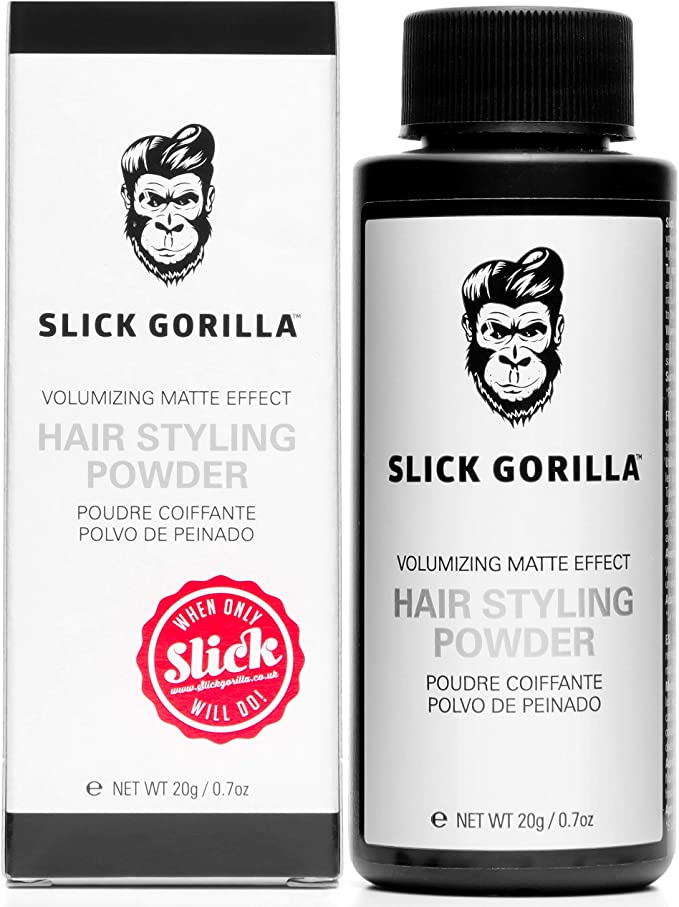 SLICK GORILLA™
VOLUMIZING MATTE EFFECT
HAIR STYLING
POWDER
POUDRE COIFFANTE
POLVO DE PEINADO
WHEN ONLY
Slick
www.slickgorilla.co.uk
WILL DO!
℮ NET WT 20g / 0.7oz
SLICK GORILLA™
VOLUMIZING MATTE EFFECT
HAIR STYLING
POWDER
POUDRE COIFFANTE
POLVO DE PEINADO
℮ NET WT 20g / 0.7oz